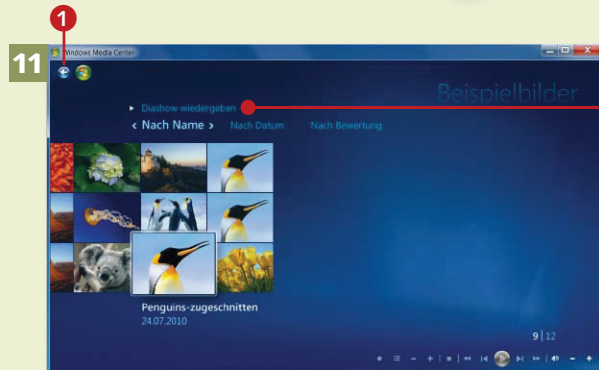 1
11
Windows Media Center
Beispielbilder
Diashow wiedergeben
Nach Name Nach Datum Nach Bewertung
Penguins-zugeschnitten
24.07.2010
9 | 12